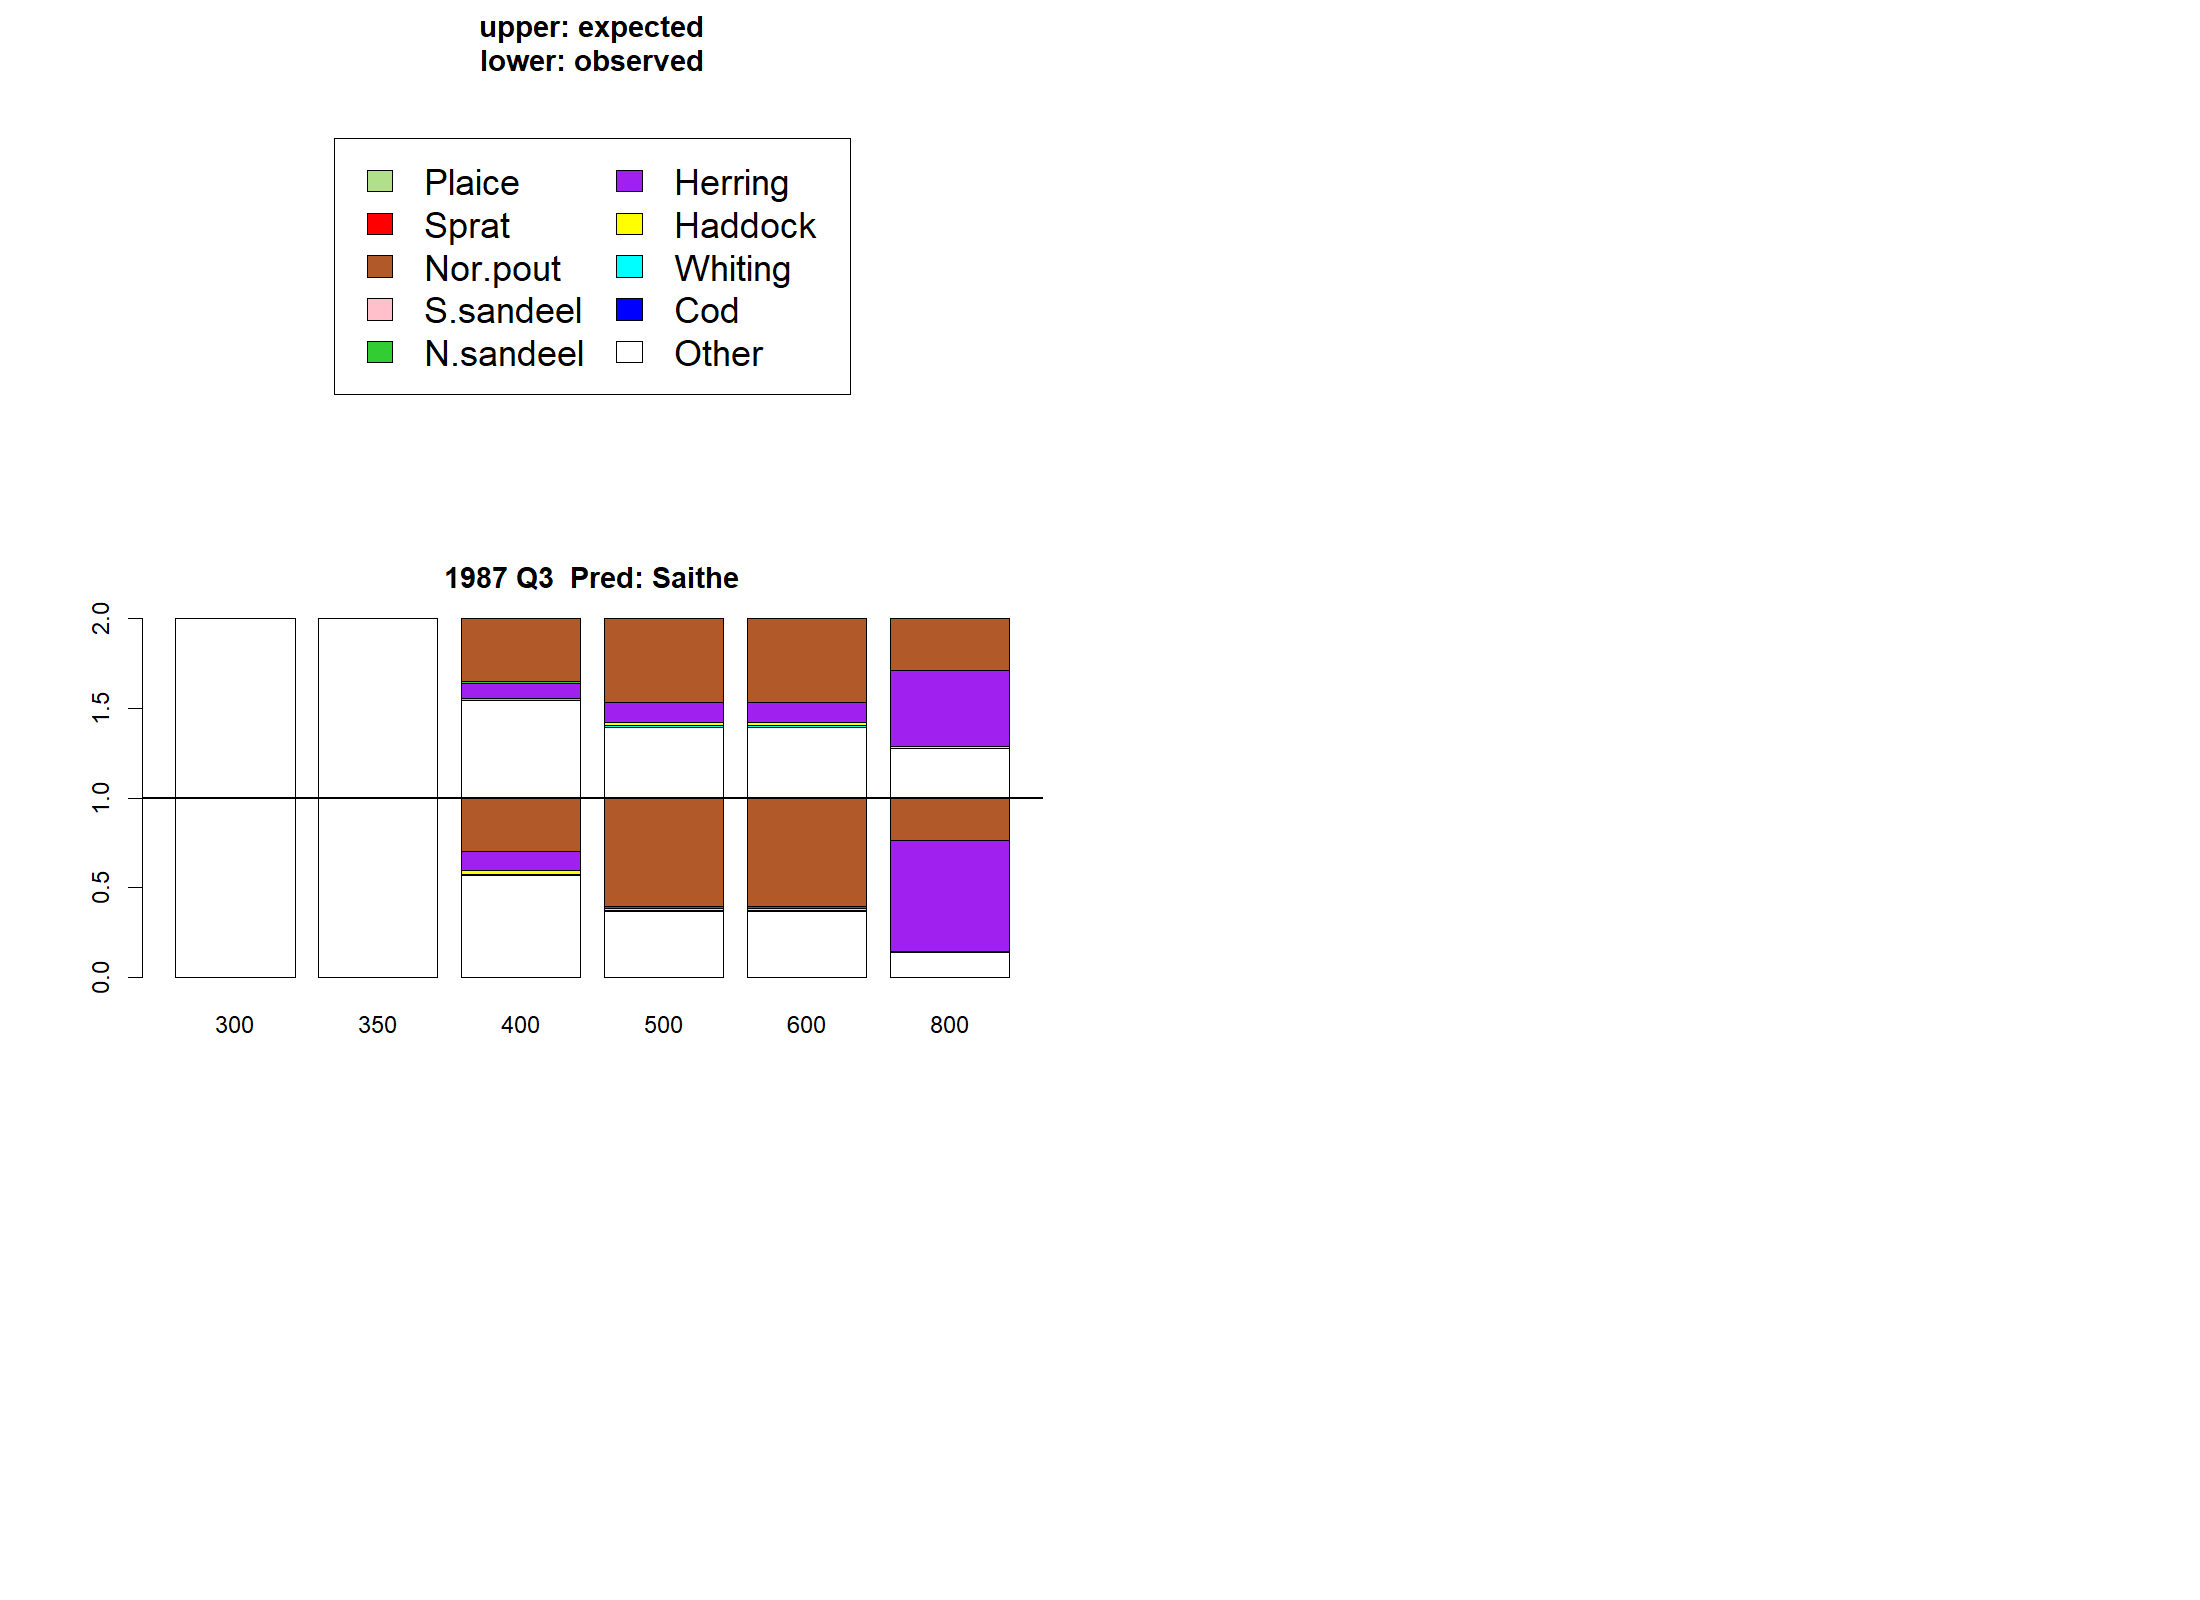 upper: expected
lower: observed
Plaice
Sprat
Nor.pout
S.sandeel
N.sandeel
Herring
Haddock
Whiting
Cod
Other
1987 Q3  Pred: Saithe
2.0
1.5
1.0
0.5
0.0
300 350 400 500 600 800